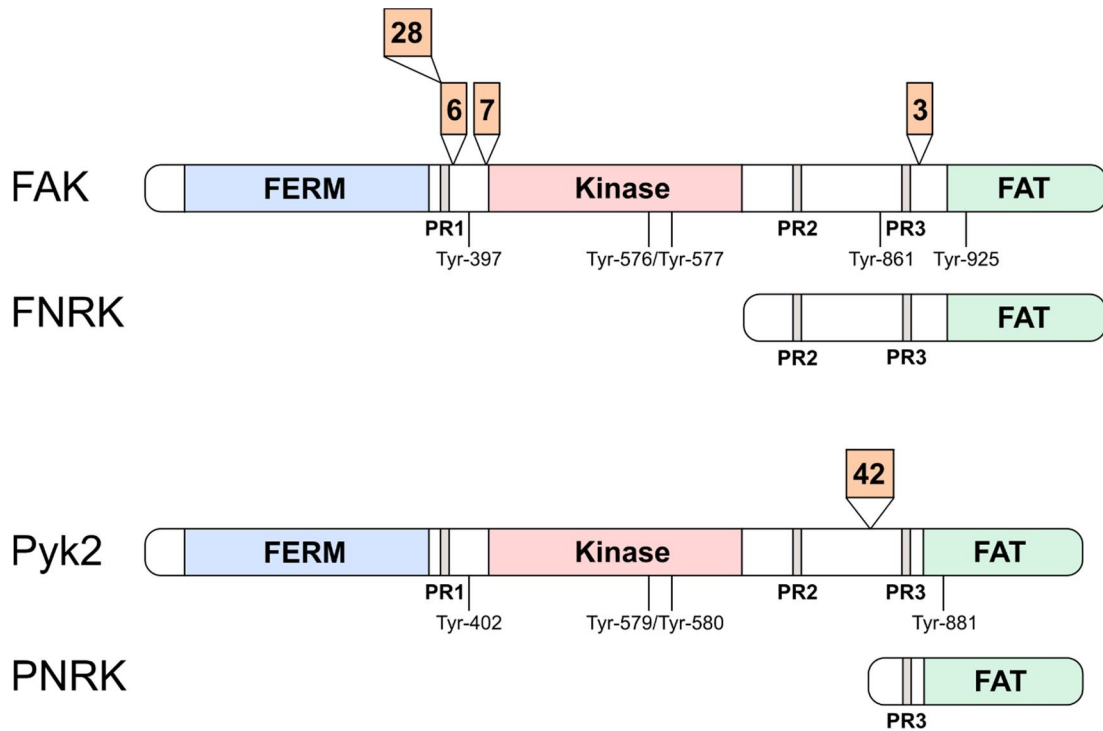 28
6 7 3
FAK FERM Kinase FAT
PR1 PR2 PR3
Tyr-397 Tyr-576/Tyr-577 Tyr-861 Tyr-925
FNRK FAT
PR2 PR3
42
Pyk2 FERM Kinase FAT
PR1 PR2 PR3
Tyr-402 Tyr-579/Tyr-580 Tyr-881
PNRK FAT
PR3